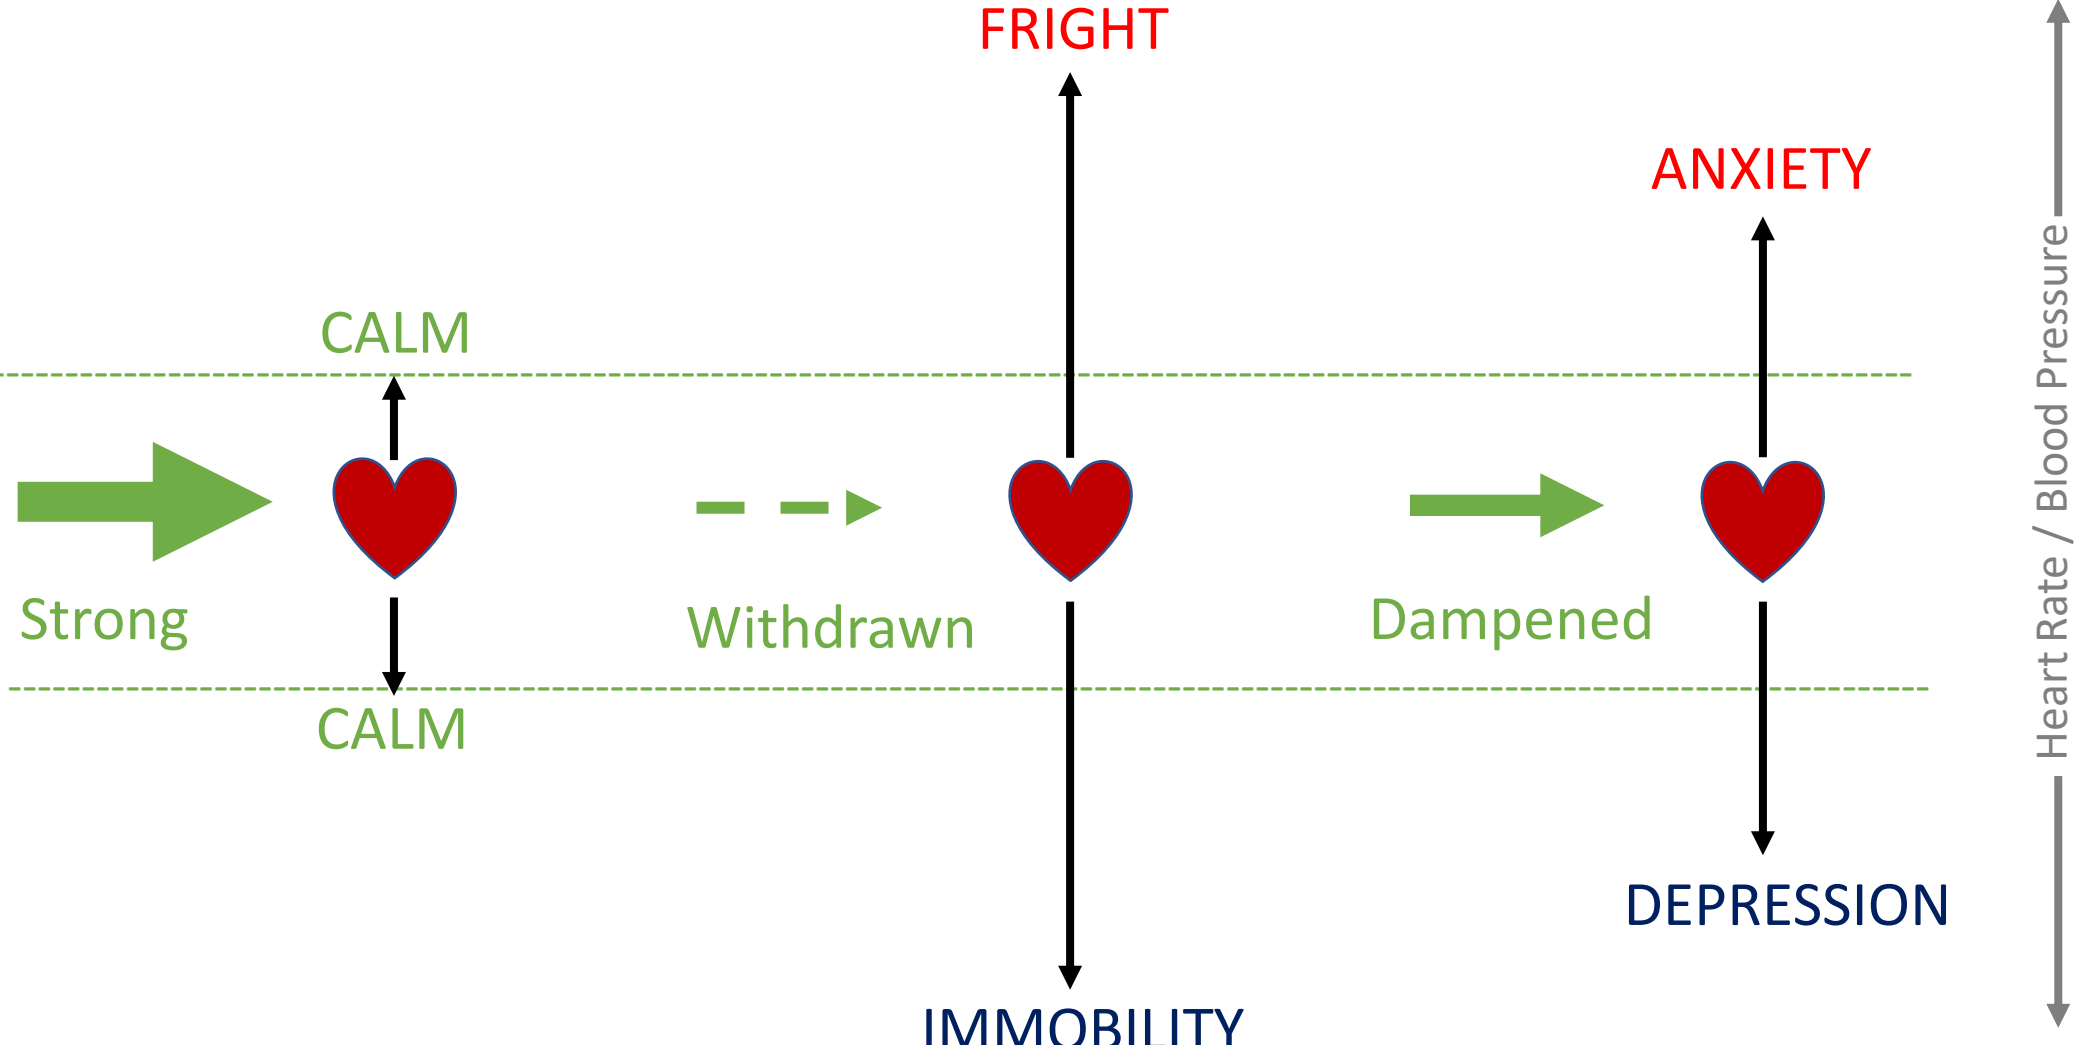 FRIGHT
ANXIETY
CALM
Strong
Withdrawn
Dampened
CALM
DEPRESSION
IMMOBILITY
Heart Rate / Blood Pressure